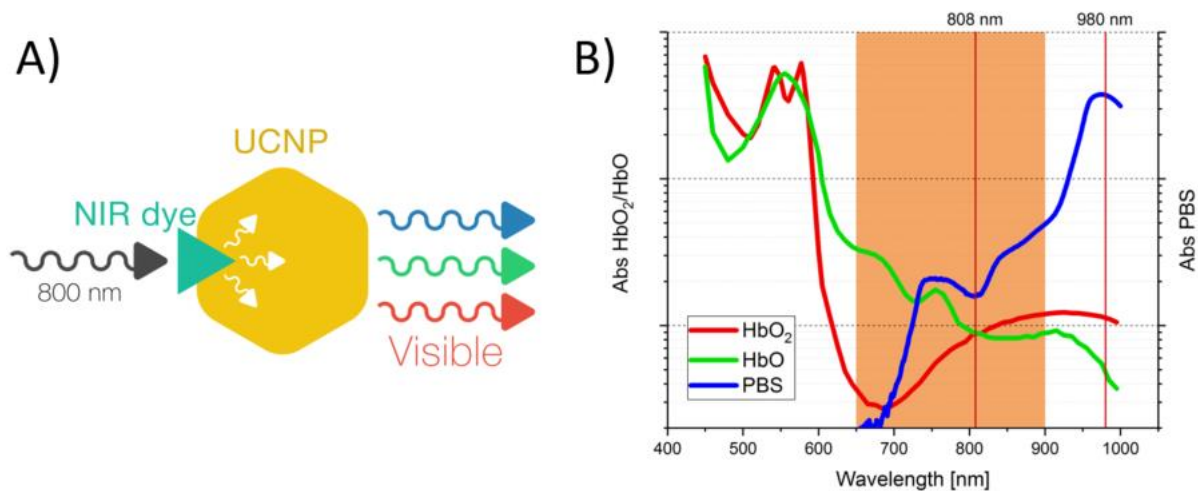 A)
UCNP
NIR dye
800 nm
Visible
B)
808 nm
980 nm
Abs HbO₂/HbO
Abs PBS
HbO₂
HbO
PBS
400 500 600 700 800 900 1000
Wavelength [nm]